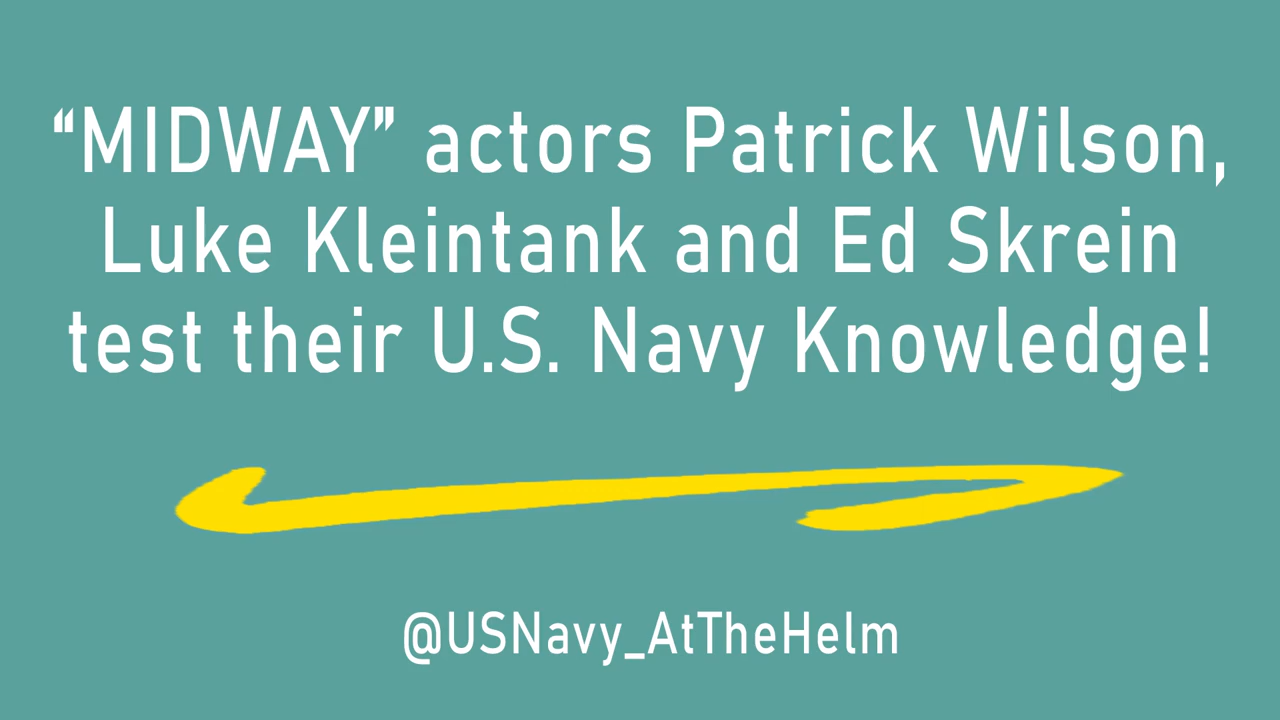 “MIDWAY” actors Patrick Wilson,
Luke Kleintank and Ed Skrein
test their U.S. Navy Knowledge!
@USNavy_AtTheHelm